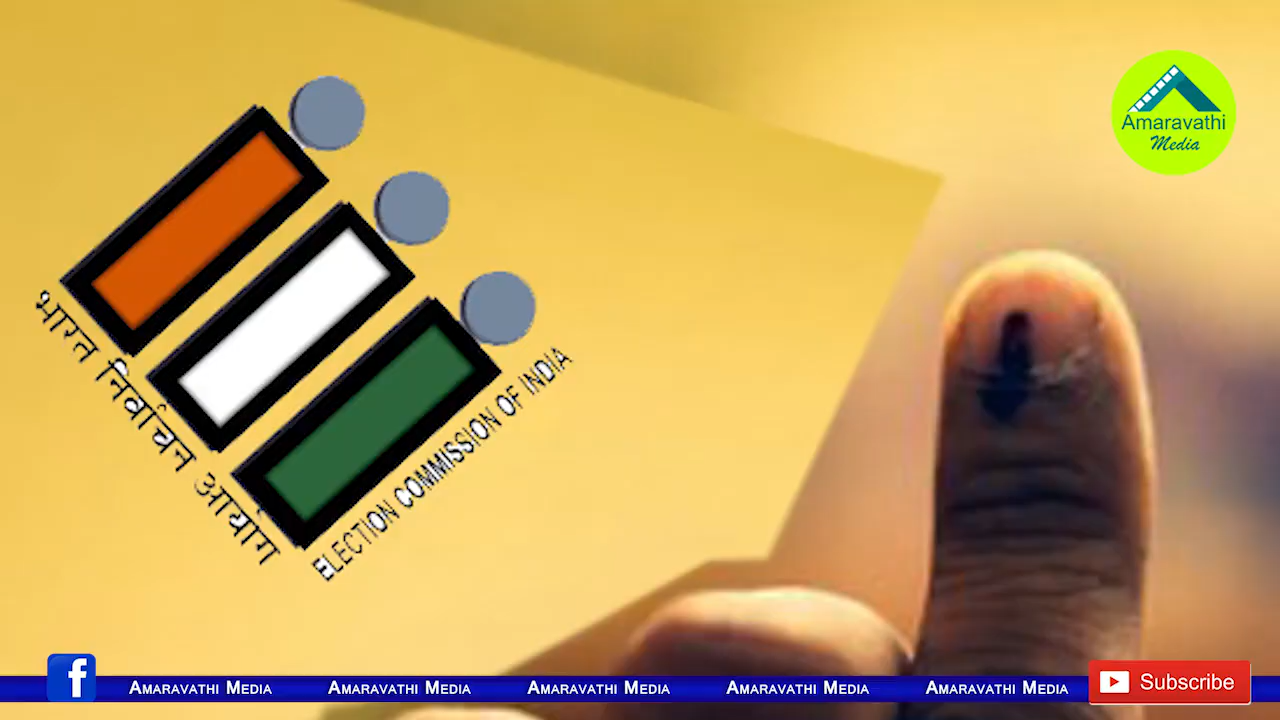 Amaravathi
Media
भारत निर्वाचन आयोग
ELECTION COMMISSION OF INDIA
f
AMARAVATHI MEDIA AMARAVATHI MEDIA AMARAVATHI MEDIA AMARAVATHI MEDIA AMARAVATHI MEDIA
Subscribe